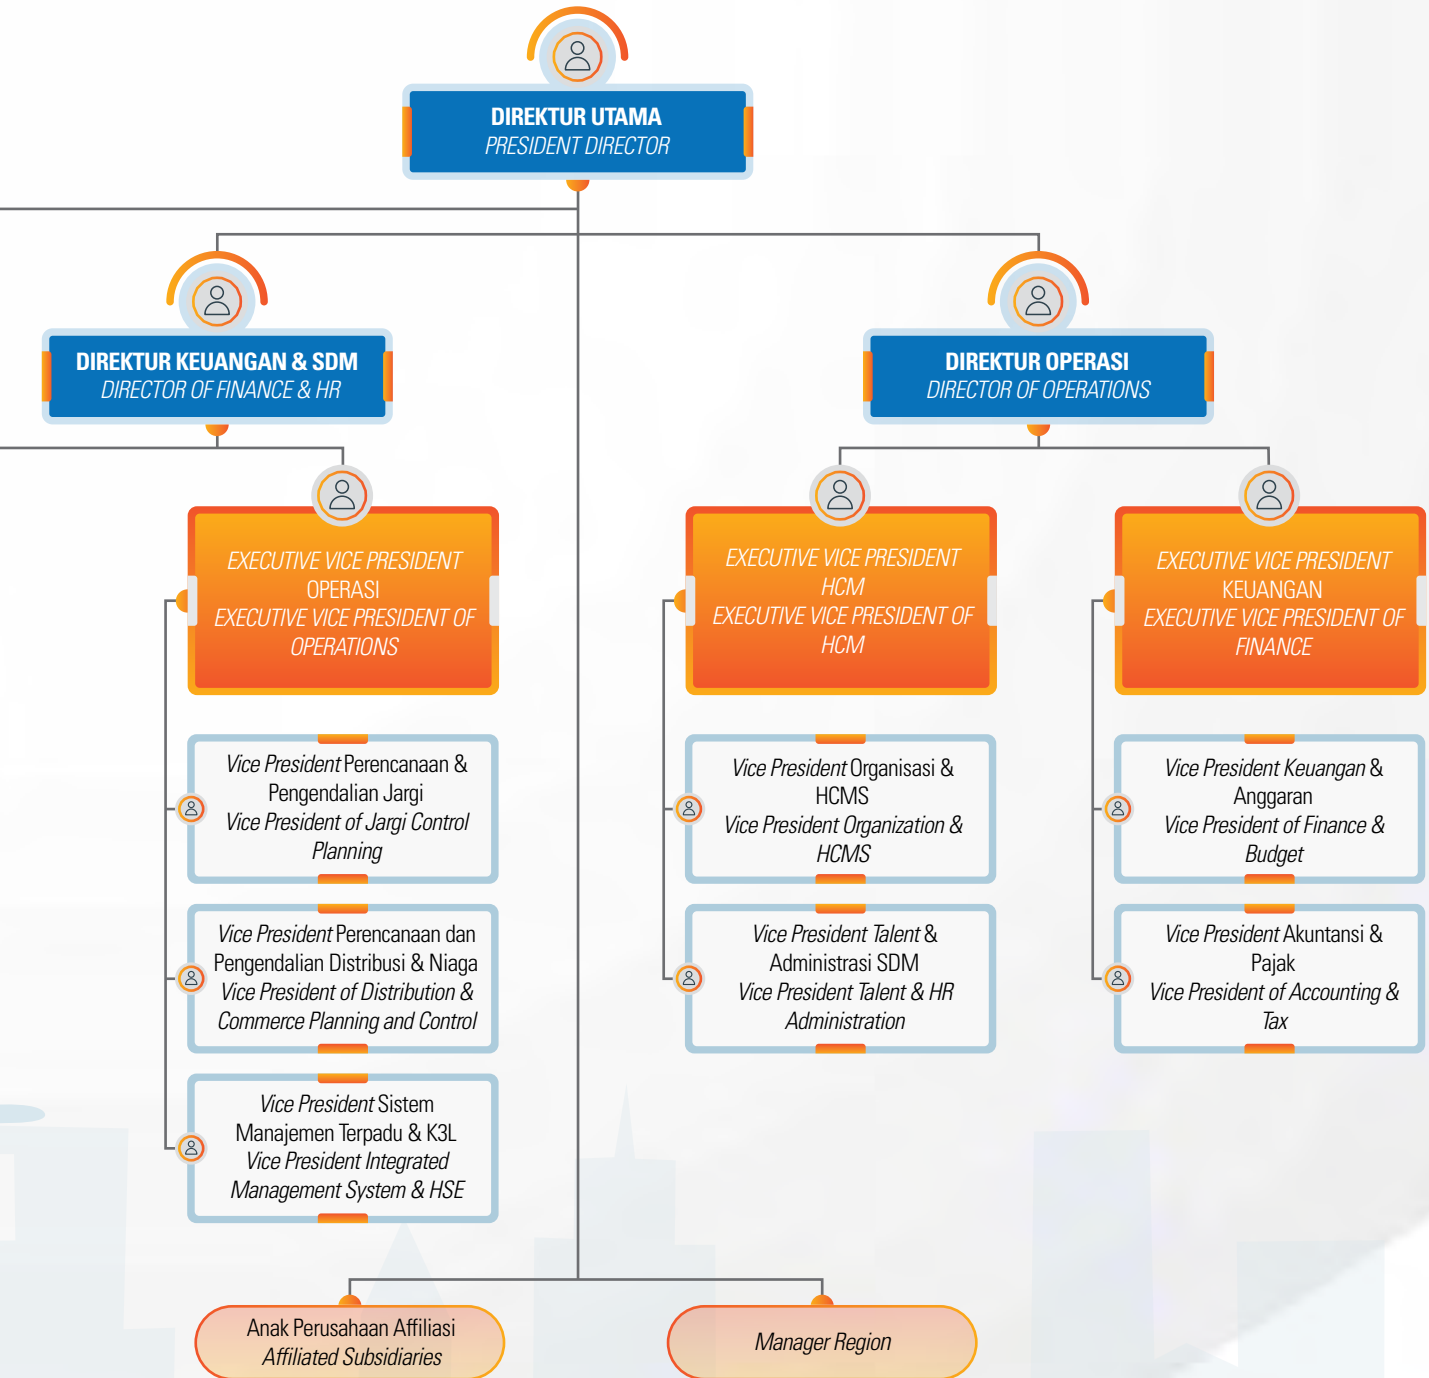 DIREKTUR UTAMA
PRESIDENT DIRECTOR
DIREKTUR KEUANGAN & SDM
DIRECTOR OF FINANCE & HR
DIREKTUR OPERASI
DIRECTOR OF OPERATIONS
EXECUTIVE VICE PRESIDENT
OPERASI
EXECUTIVE VICE PRESIDENT OF
OPERATIONS
EXECUTIVE VICE PRESIDENT
HCM
EXECUTIVE VICE PRESIDENT OF
HCM
EXECUTIVE VICE PRESIDENT
KEUANGAN
EXECUTIVE VICE PRESIDENT OF
FINANCE
Vice President Perencanaan &
Pengendalian Jargi
Vice President of Jargi Control
Planning
Vice President Organisasi &
HCMS
Vice President Organization &
HCMS
Vice President Keuangan &
Anggaran
Vice President of Finance &
Budget
Vice President Perencanaan dan
Pengendalian Distribusi & Niaga
Vice President of Distribution &
Commerce Planning and Control
Vice President Talent &
Administrasi SDM
Vice President Talent & HR
Administration
Vice President Akuntansi &
Pajak
Vice President of Accounting &
Tax
Vice President Sistem
Manajemen Terpadu & K3L
Vice President Integrated
Management System & HSE
Anak Perusahaan Affiliasi
Affiliated Subsidiaries
Manager Region